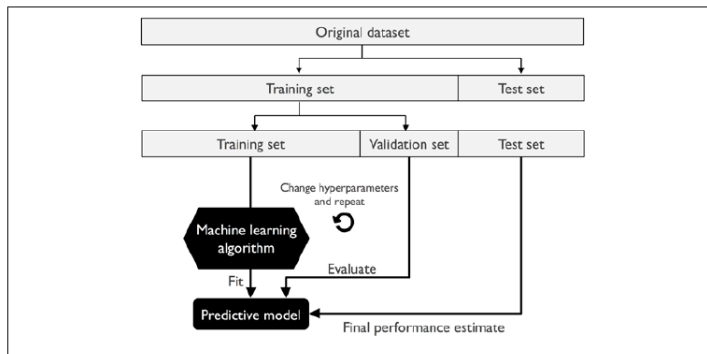 Original dataset
Training set
Test set
Training set
Validation set
Test set
Change hyperparameters
and repeat
Machine learning
algorithm
Fit
Evaluate
Predictive model
Final performance estimate